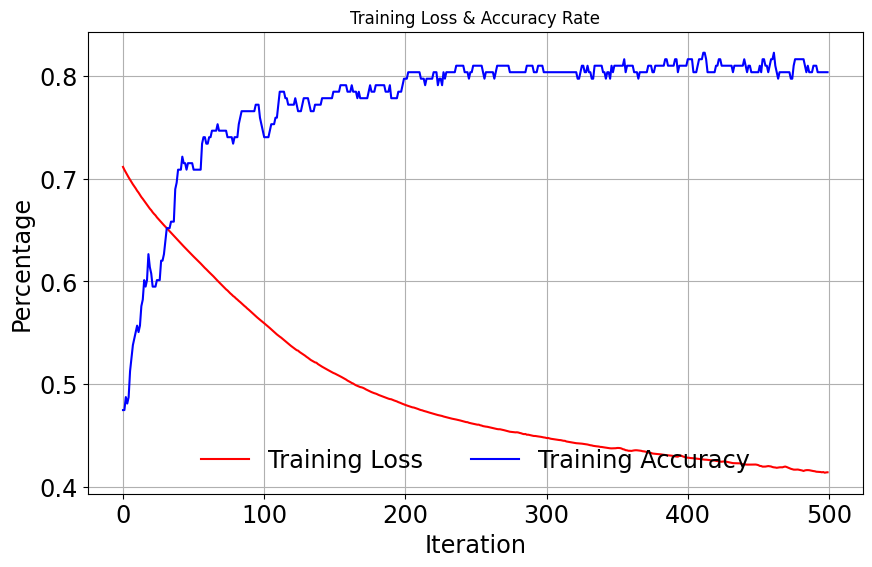 Training Loss & Accuracy Rate
Percentage
0.8
0.7
0.6
0.5
0.4
Training Loss Training Accuracy
0 100 200 300 400 500
Iteration